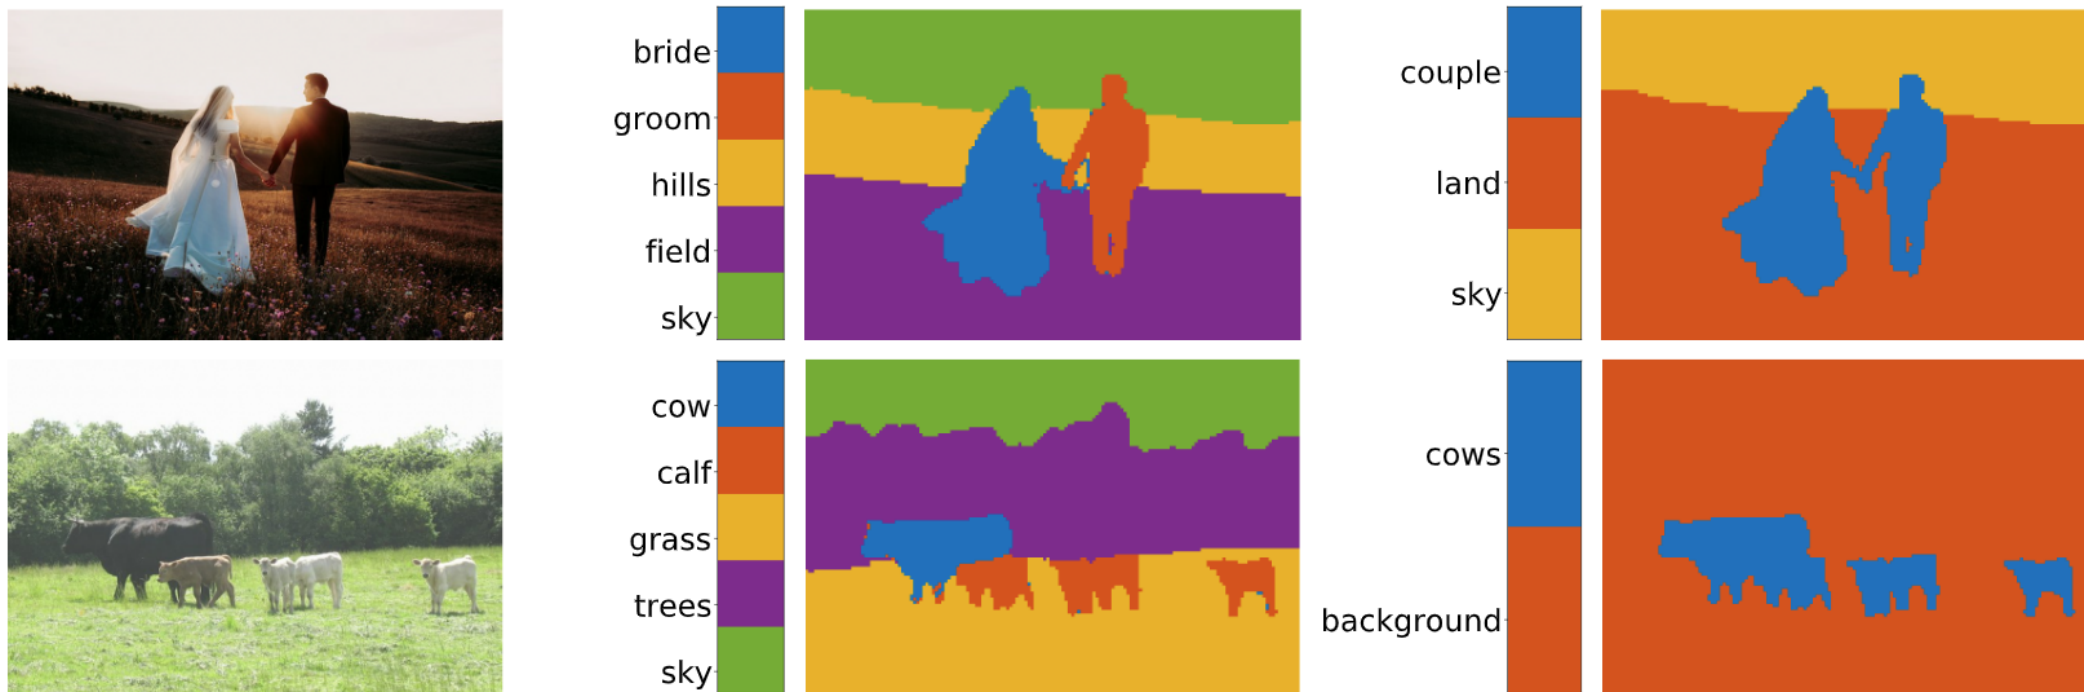 bride
groom
hills
field
sky
couple
land
sky
cow
calf
grass
trees
sky
cows
background